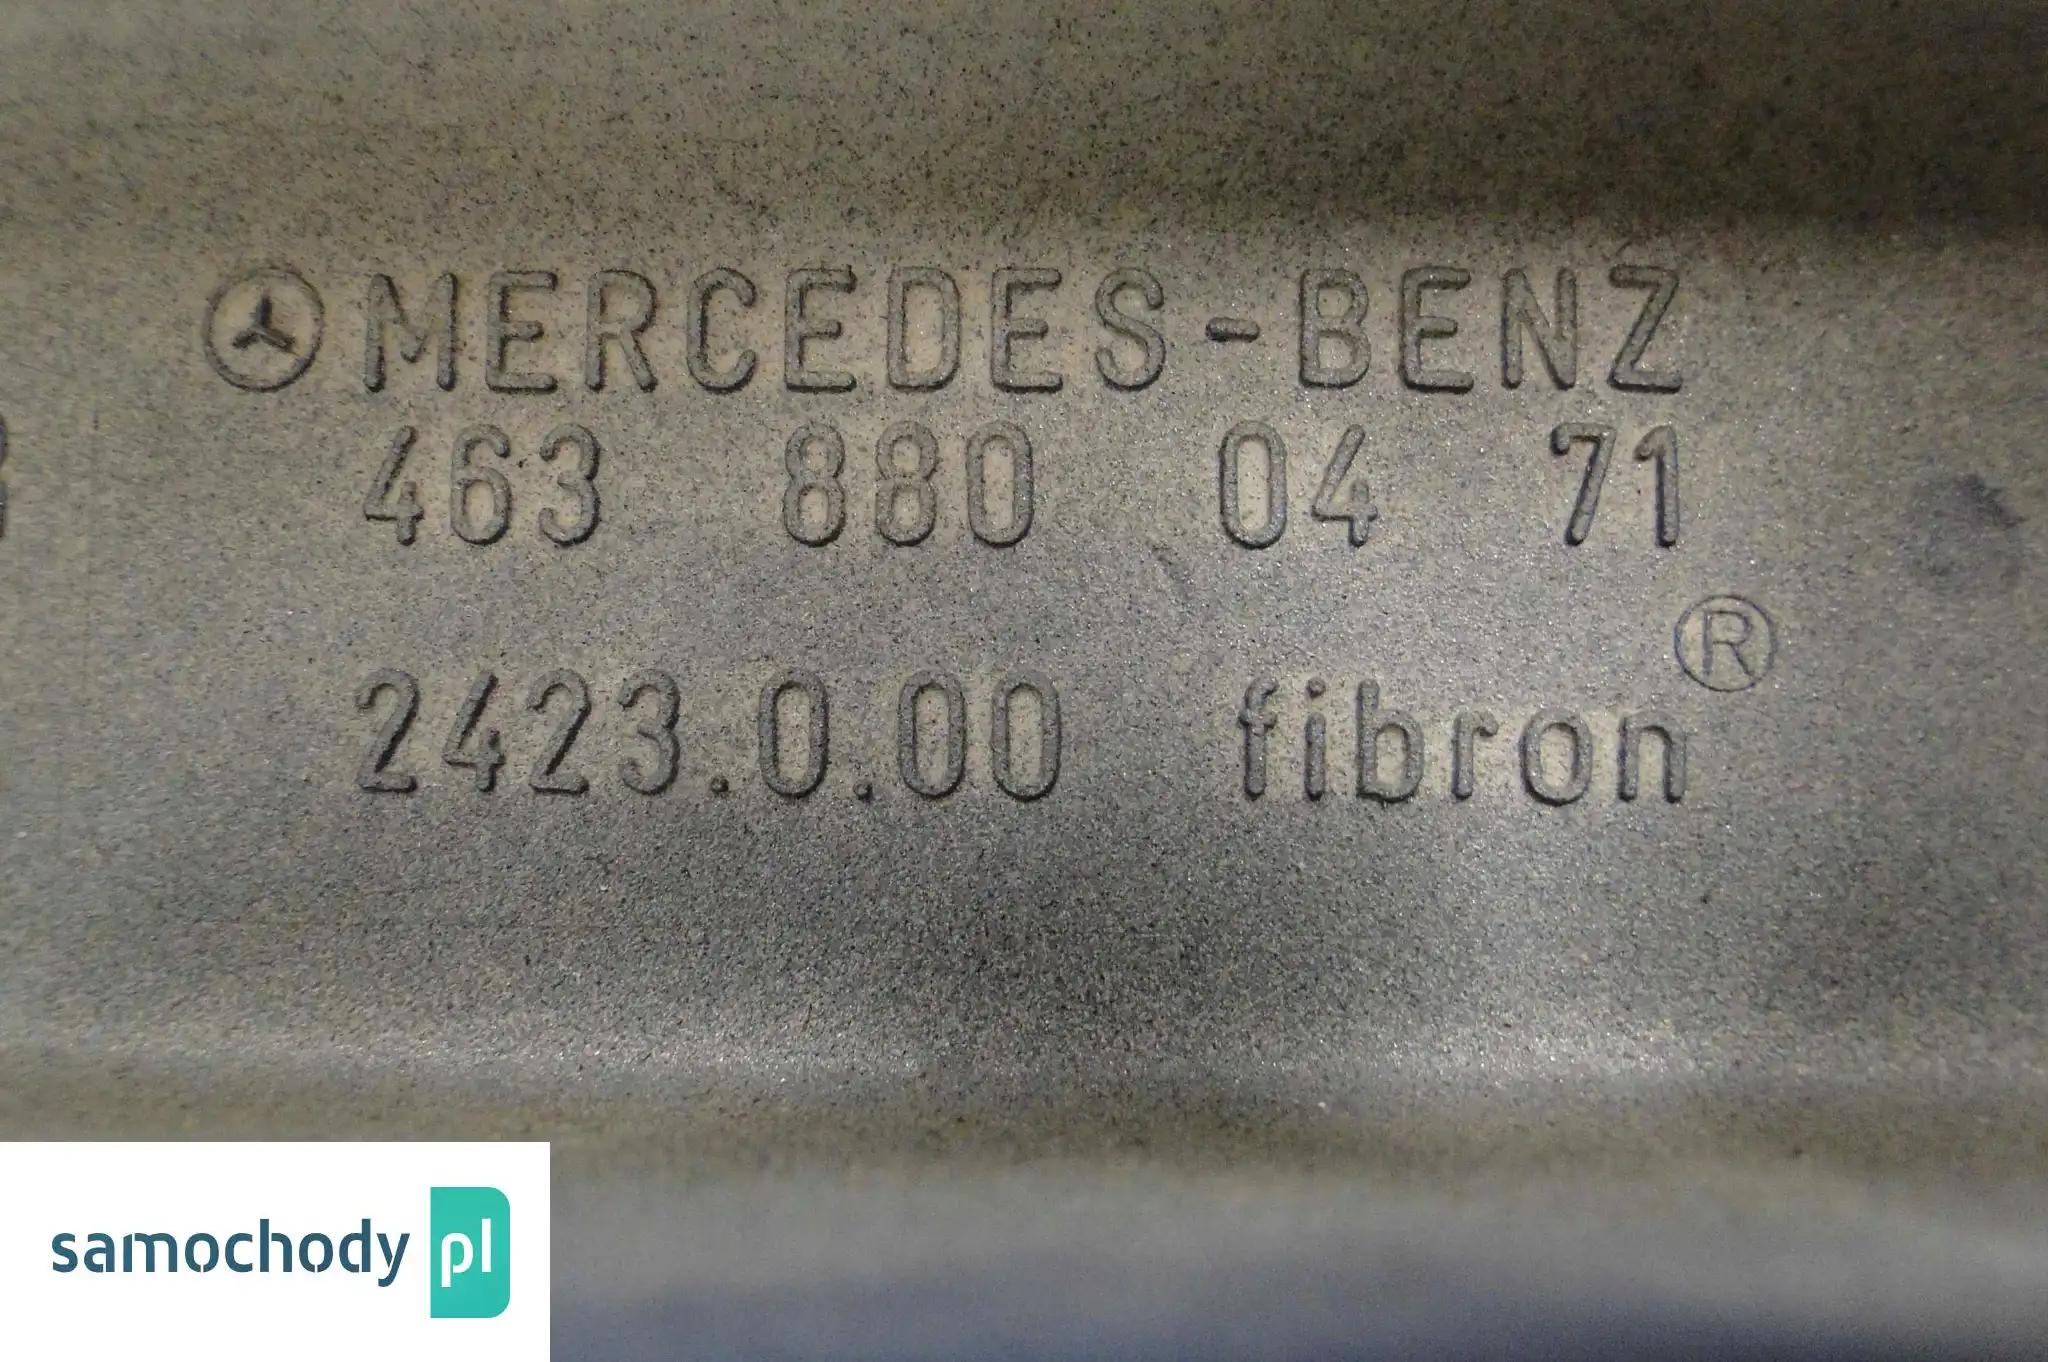 MERCEDES-BENZ
463 880 04 71
2423.0.00 fibron®
samochody pl